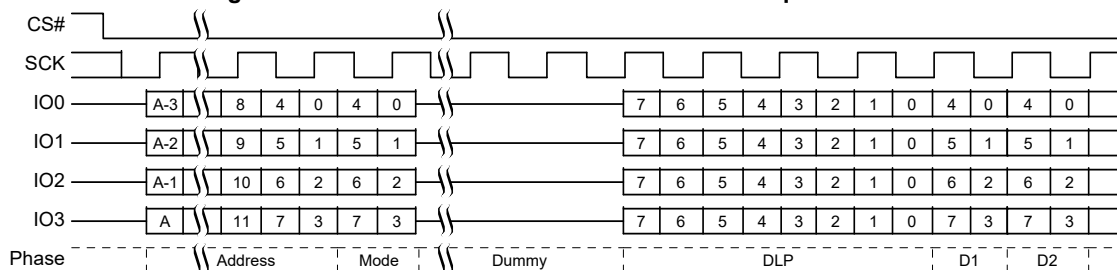 CS#
SCK
IO0 A-3 8 4 0 4 0 7 6 5 4 3 2 1 0 4 0 4 0
IO1 A-2 9 5 1 5 1 7 6 5 4 3 2 1 0 5 1 5 1
IO2 A-1 10 6 2 6 2 7 6 5 4 3 2 1 0 6 2 6 2
IO3 A 11 7 3 7 3 7 6 5 4 3 2 1 0 7 3 7 3
Phase Address Mode Dummy DLP D1 D2